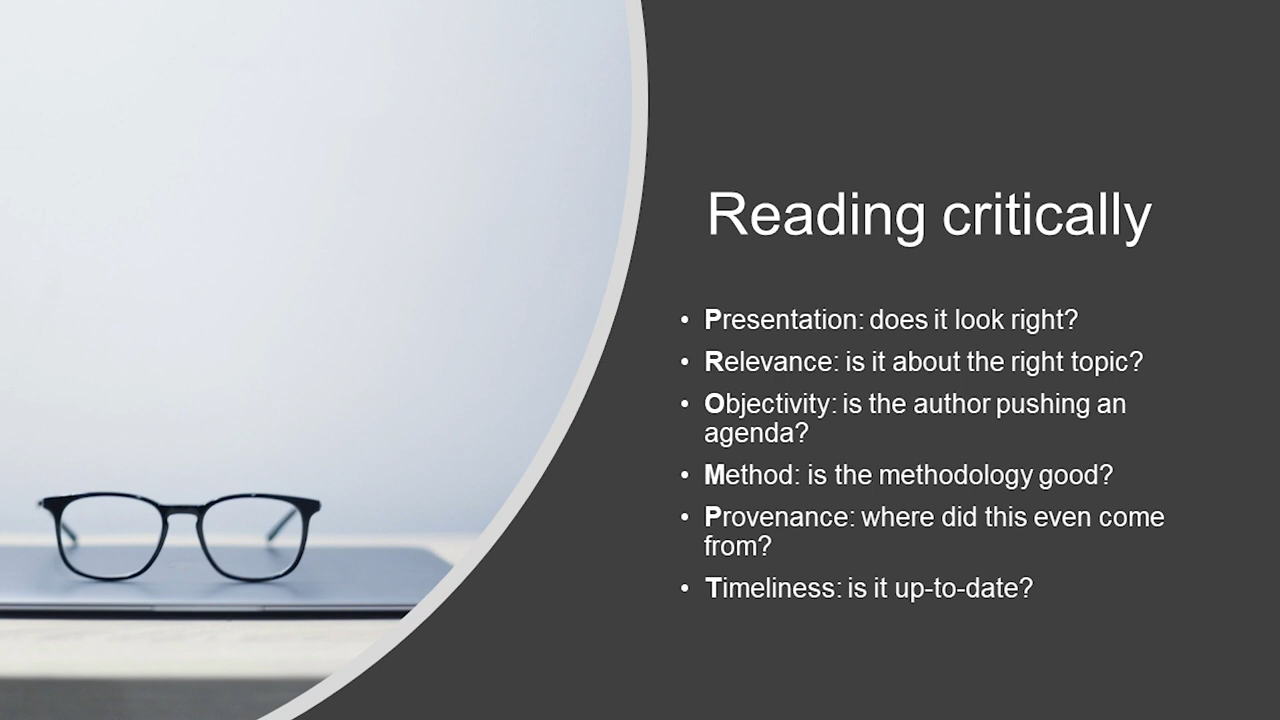 Reading critically
• Presentation: does it look right?
• Relevance: is it about the right topic?
• Objectivity: is the author pushing an
agenda?
• Method: is the methodology good?
• Provenance: where did this even come
from?
• Timeliness: is it up-to-date?